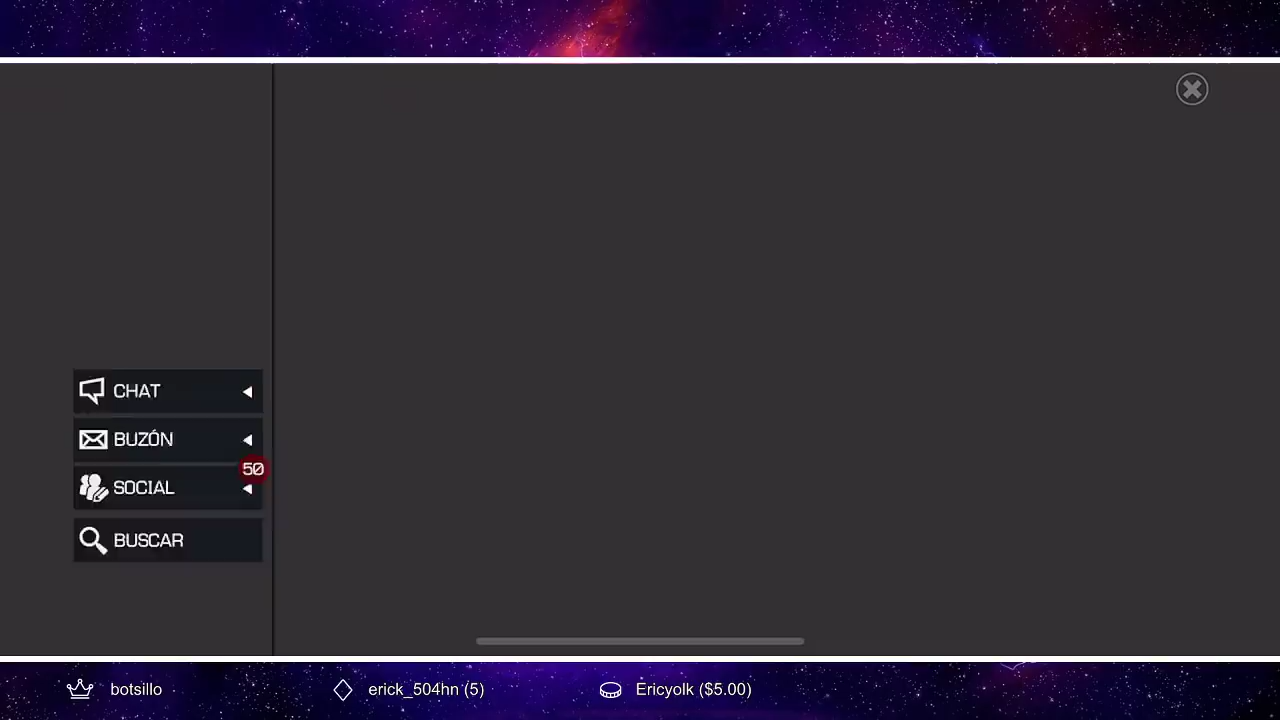 CHAT
BUZÓN
50
SOCIAL
BUSCAR
botsillo erick_504hn (5) Ericyolk ($5.00)